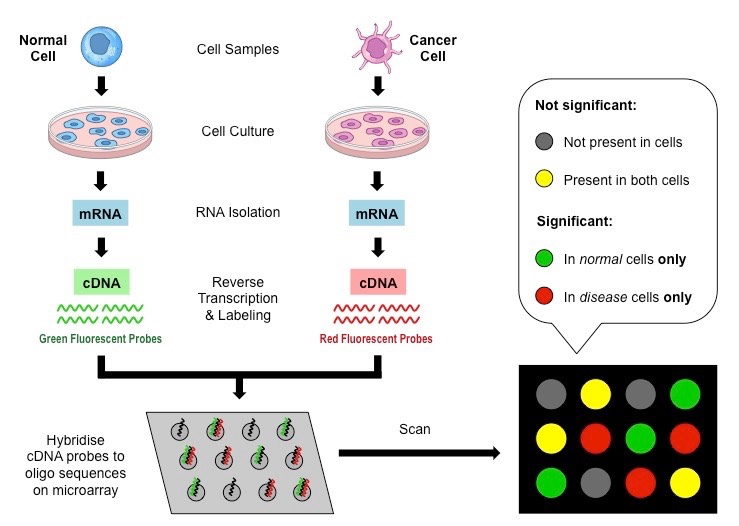 Normal
Cell
Cell Samples
Cancer
Cell
Cell Culture
mRNA
RNA Isolation
mRNA
cDNA
Reverse
Transcription
& Labeling
cDNA
Green Fluorescent Probes
Red Fluorescent Probes
Hybridise
cDNA probes to
oligo sequences
on microarray
Scan
Not significant:
Not present in cells
Present in both cells
Significant:
In normal cells only
In disease cells only